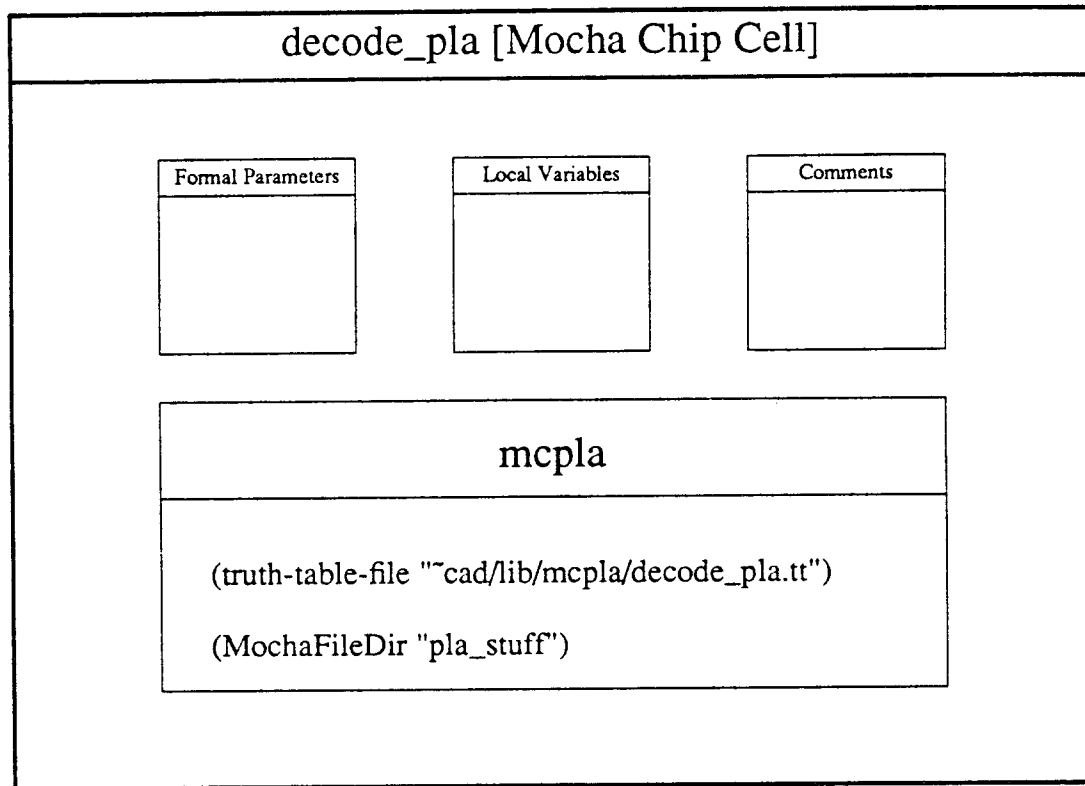 decode_pla [Mocha Chip Cell]
Formal Parameters
Local Variables
Comments
mcpla
(truth-table-file "~cad/lib/mcpla/decode_pla.tt")
(MochaFileDir "pla_stuff")